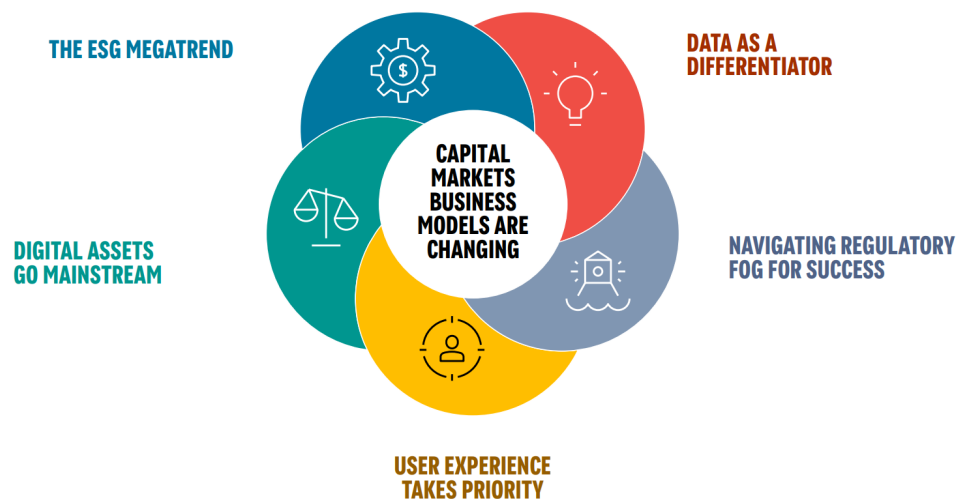 THE ESG MEGATREND
DATA AS A
DIFFERENTIATOR
CAPITAL
MARKETS
BUSINESS
MODELS ARE
CHANGING
$
DIGITAL ASSETS
GO MAINSTREAM
NAVIGATING REGULATORY
FOG FOR SUCCESS
USER EXPERIENCE
TAKES PRIORITY